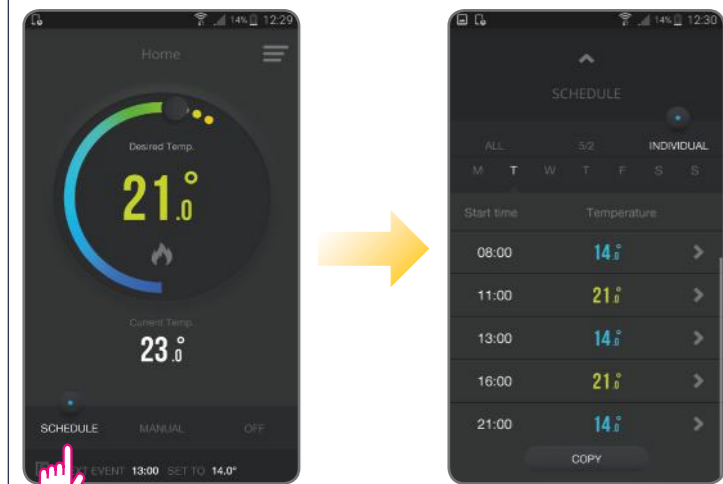 14% 12:29
Home
Desired Temp.
21.0°
Current Temp.
23.0°
SCHEDULE MANUAL OFF
NEXT EVENT 13:00 SET TO 14.0°
14% 12:30
SCHEDULE
ALL 5/2 INDIVIDUAL
M T W T F S S
Start time Temperature
08:00 14.0°
11:00 21.0°
13:00 14.0°
16:00 21.0°
21:00 14.0°
COPY